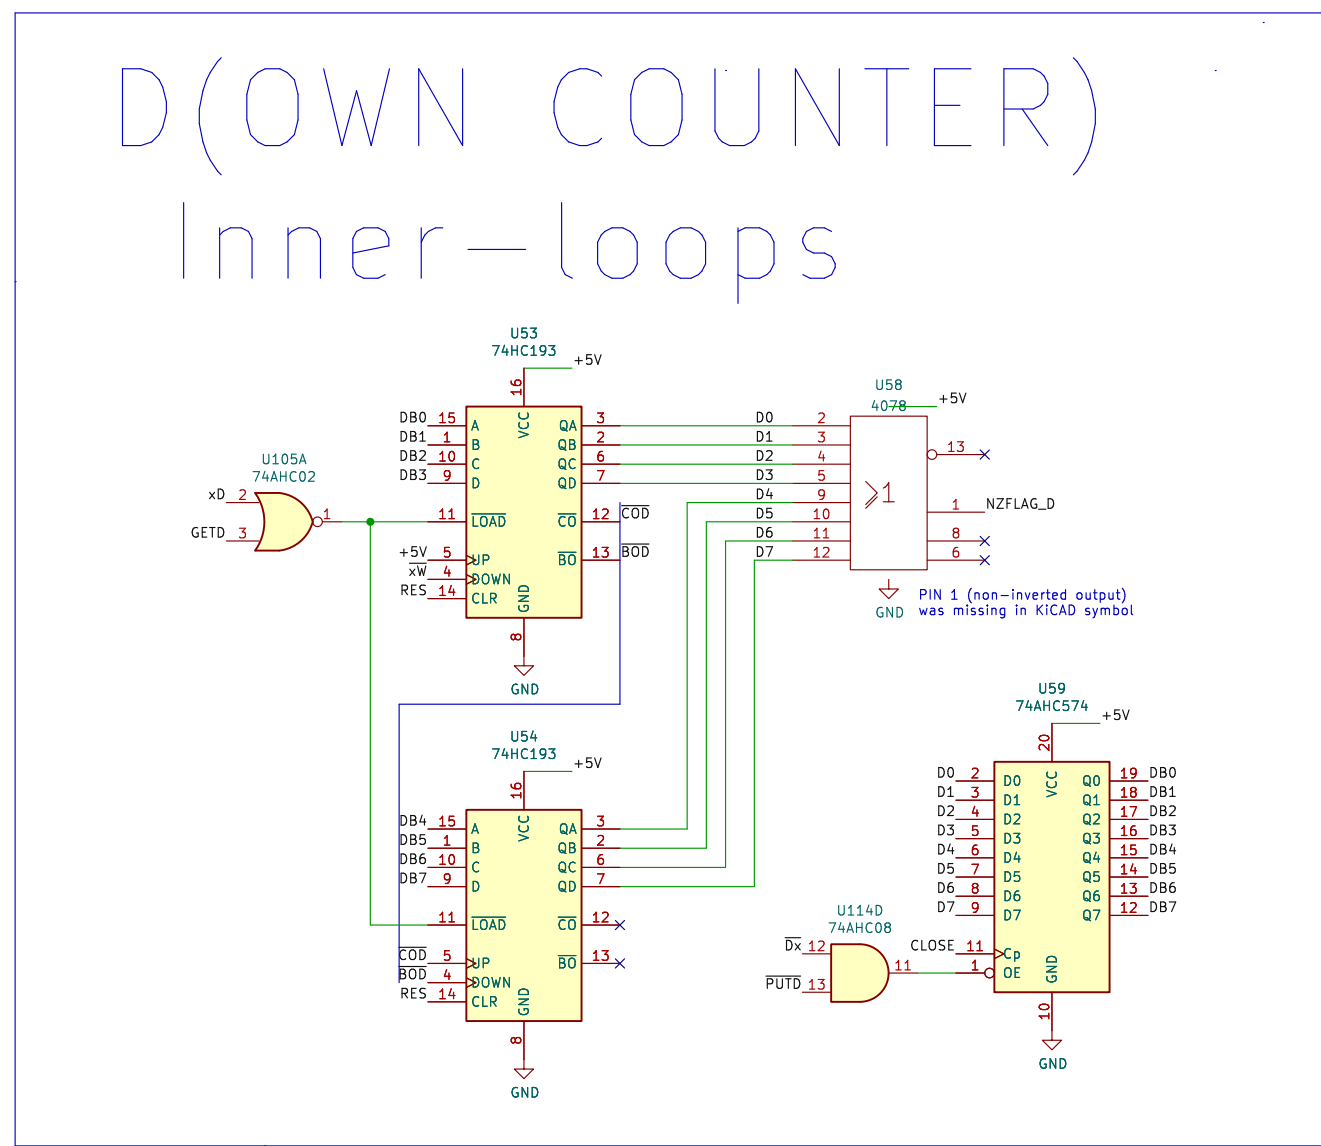 D(OWN COUNTER)
Inner-loops
U53
74HC193
+5V
16
VCC
DB0 15 A
DB1 1 B
DB2 10 C
DB3 9 D
11 LOAD
+5V 5 UP
xW 4 DOWN
RES 14 CLR
QA 3
QB 2
QC 6
QD 7
CO 12 COD
BO 13 BOD
GND
8
GND
U105A
74AHC02
xD 2
GETD 3
1
U58
4078
+5V
D0 2
D1 3
D2 4
D3 5
D4 9
D5 10
D6 11
D7 12
≥1
13
1 NZFLAG_D
8
6
GND
PIN 1 (non-inverted output)
was missing in KiCAD symbol
U54
74HC193
+5V
16
VCC
DB4 15 A
DB5 1 B
DB6 10 C
DB7 9 D
11 LOAD
COD 5 UP
BOD 4 DOWN
RES 14 CLR
QA 3
QB 2
QC 6
QD 7
CO 12
BO 13
GND
8
GND
U59
74AHC574
+5V
20
VCC
D0 2 D0
D1 3 D1
D2 4 D2
D3 5 D3
D4 6 D4
D5 7 D5
D6 8 D6
D7 9 D7
CLOSE 11 Cp
1 OE
Q0 19 DB0
Q1 18 DB1
Q2 17 DB2
Q3 16 DB3
Q4 15 DB4
Q5 14 DB5
Q6 13 DB6
Q7 12 DB7
GND
10
GND
U114D
74AHC08
Dx 12
PUTD 13
11